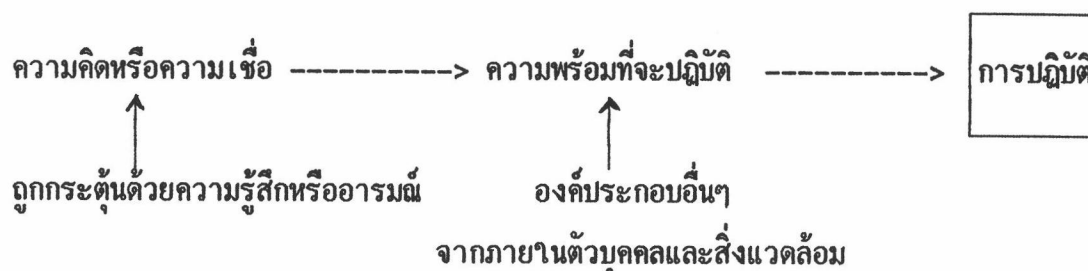 ความคิดหรือความเชื่อ -----------> ความพร้อมที่จะปฏิบัติ -----------> การปฏิบัติ
ถูกกระตุ้นด้วยความรู้สึกหรืออารมณ์ องค์ประกอบอื่นๆ
จากภายในตัวบุคคลและสิ่งแวดล้อม